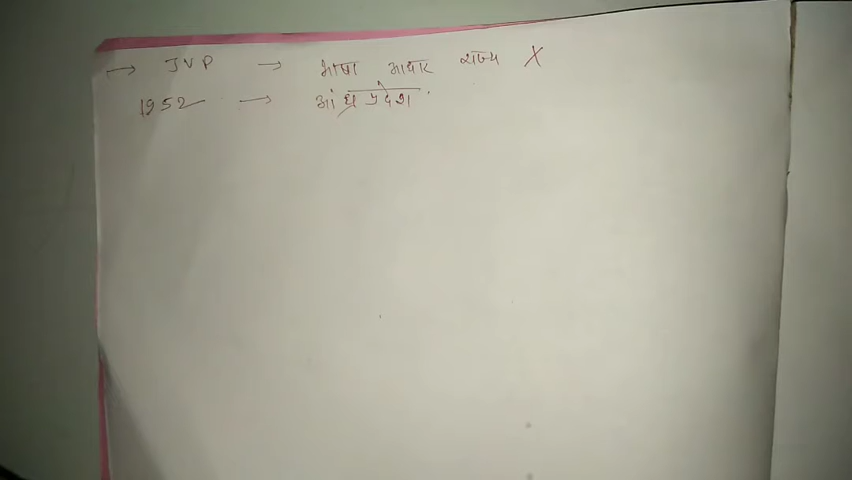 → JVP → भाषा आधार राज्य X
1952 → आंध्र प्रदेश